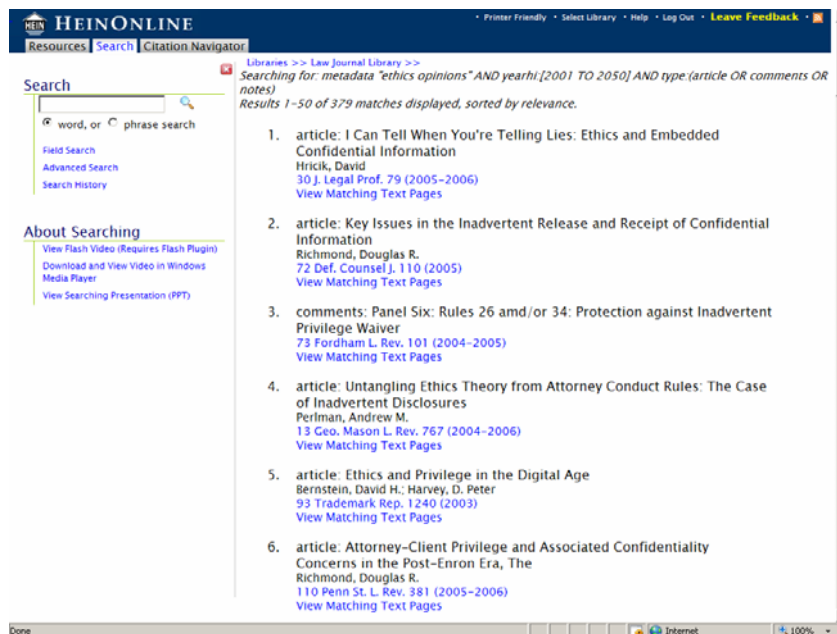 HEIN HEINONLINE
• Printer Friendly • Select Library • Help • Log Out • Leave Feedback •
Resources Search Citation Navigator
Search
word, or phrase search
Field Search
Advanced Search
Search History
About Searching
View Flash Video (Requires Flash Plugin)
Download and View Video in Windows
Media Player
View Searching Presentation (PPT)
Libraries >> Law Journal Library >>
Searching for: metadata "ethics opinions" AND yearhi:[2001 TO 2050] AND type:(article OR comments OR
notes)
Results 1-50 of 379 matches displayed, sorted by relevance.
1. article: I Can Tell When You're Telling Lies: Ethics and Embedded
Confidential Information
Hricik, David
30 J. Legal Prof. 79 (2005-2006)
View Matching Text Pages
2. article: Key Issues in the Inadvertent Release and Receipt of Confidential
Information
Richmond, Douglas R.
72 Def. Counsel J. 110 (2005)
View Matching Text Pages
3. comments: Panel Six: Rules 26 amd/or 34: Protection against Inadvertent
Privilege Waiver
73 Fordham L. Rev. 101 (2004-2005)
View Matching Text Pages
4. article: Untangling Ethics Theory from Attorney Conduct Rules: The Case
of Inadvertent Disclosures
Perlman, Andrew M.
13 Geo. Mason L. Rev. 767 (2004-2006)
View Matching Text Pages
5. article: Ethics and Privilege in the Digital Age
Bernstein, David H.; Harvey, D. Peter
93 Trademark Rep. 1240 (2003)
View Matching Text Pages
6. article: Attorney-Client Privilege and Associated Confidentiality
Concerns in the Post-Enron Era, The
Richmond, Douglas R.
110 Penn St. L. Rev. 381 (2005-2006)
View Matching Text Pages
Done Internet 100%